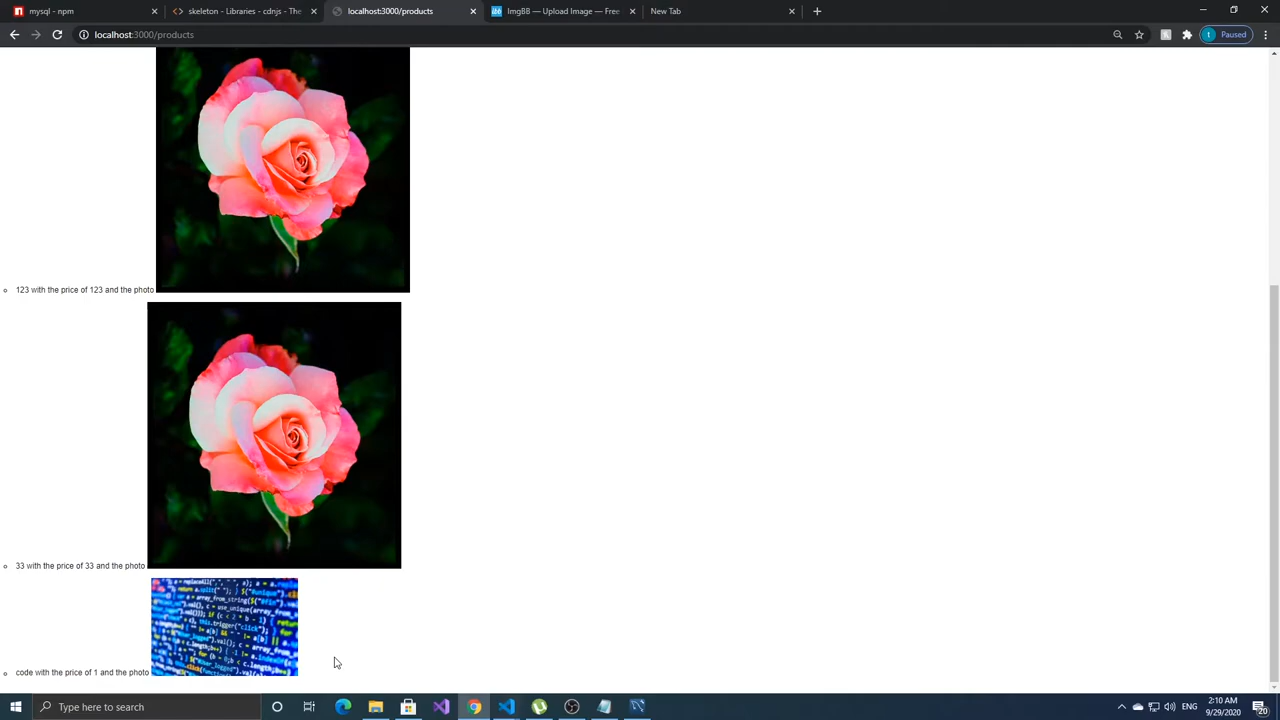 mysql - npm
skeleton - Libraries - cdnjs - The
localhost:3000/products
ImgBB — Upload Image — Free
New Tab
localhost:3000/products
Paused
123 with the price of 123 and the photo
33 with the price of 33 and the photo
code with the price of 1 and the photo
Type here to search
ENG
2:10 AM
9/29/2020
20